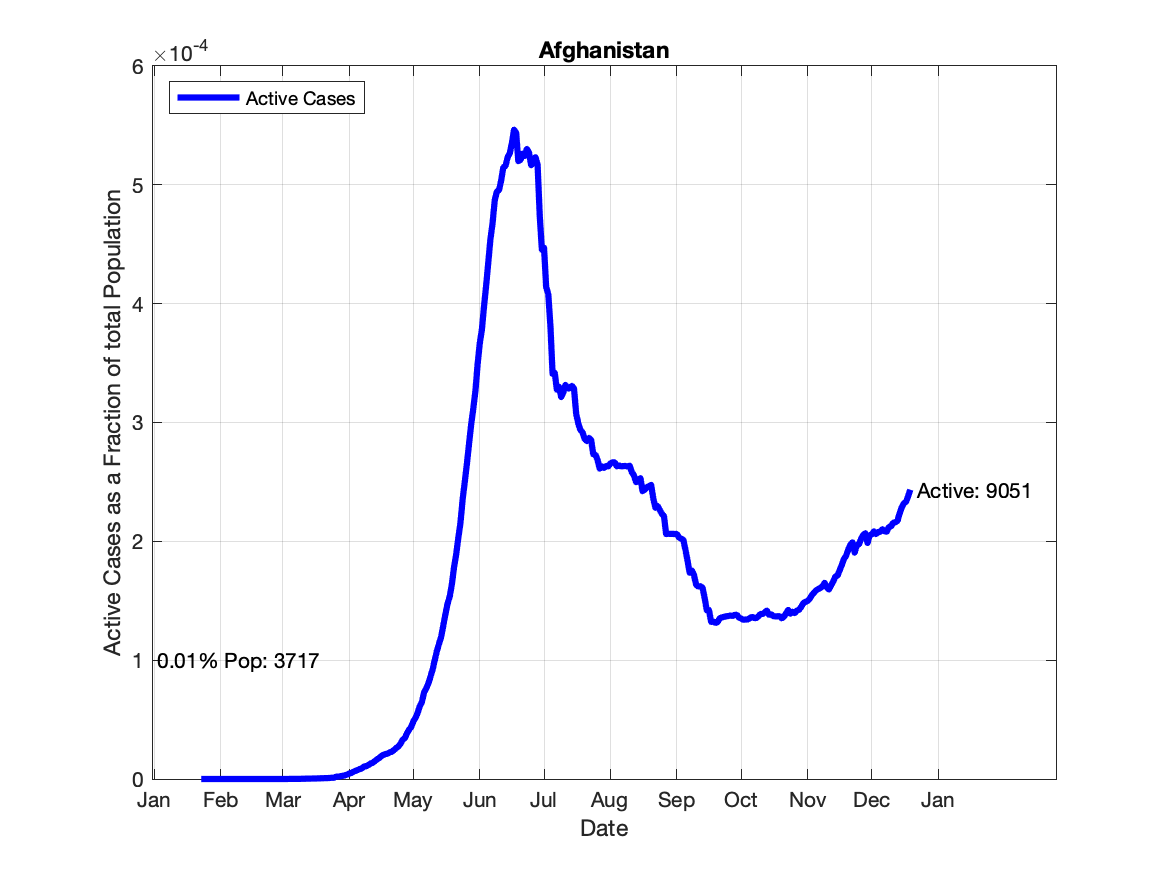 Afghanistan
×10^-4
Active Cases
6
5
4
3
2
1
0
Active Cases as a Fraction of total Population
0.01% Pop: 3717
Active: 9051
Jan Feb Mar Apr May Jun Jul Aug Sep Oct Nov Dec Jan
Date